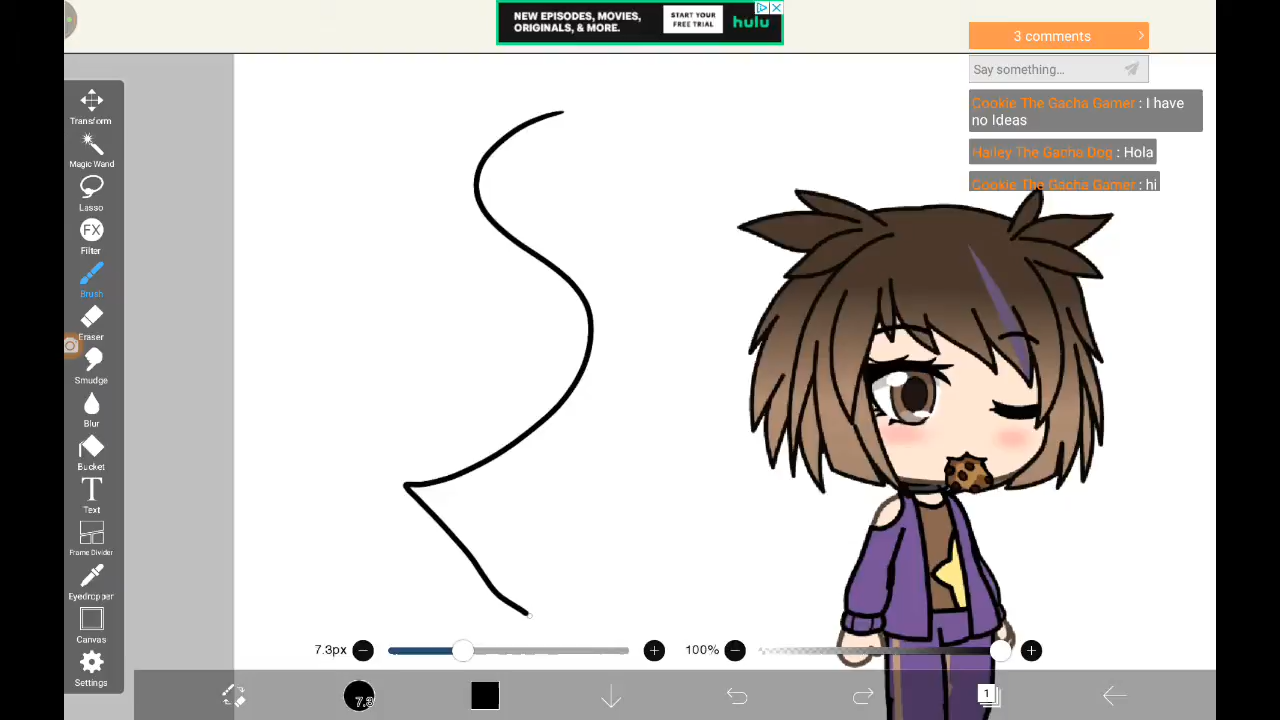 NEW EPISODES, MOVIES,
ORIGINALS, & MORE.
START YOUR
FREE TRIAL
hulu
3 comments
Say something...
Cookie The Gacha Gamer : I have
no Ideas
Hailey The Gacha Dog : Hola
Cookie The Gacha Gamer : hi
Transform
Magic Wand
Lasso
FX
Filter
Brush
Eraser
Smudge
Blur
Bucket
T
Text
Frame Divider
Eyedropper
Canvas
Settings
7.3px
100%
7.3
1